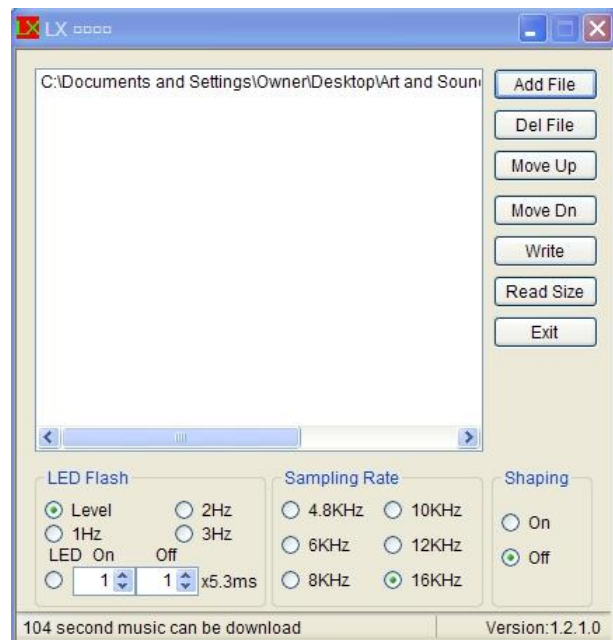 LX
C:\Documents and Settings\Owner\Desktop\Art and Soun
Add File
Del File
Move Up
Move Dn
Write
Read Size
Exit
LED Flash
Level
2Hz
1Hz
3Hz
LED On Off
1 1 x5.3ms
Sampling Rate
4.8KHz 10KHz
6KHz 12KHz
8KHz 16KHz
Shaping
On
Off
104 second music can be download Version:1.2.1.0